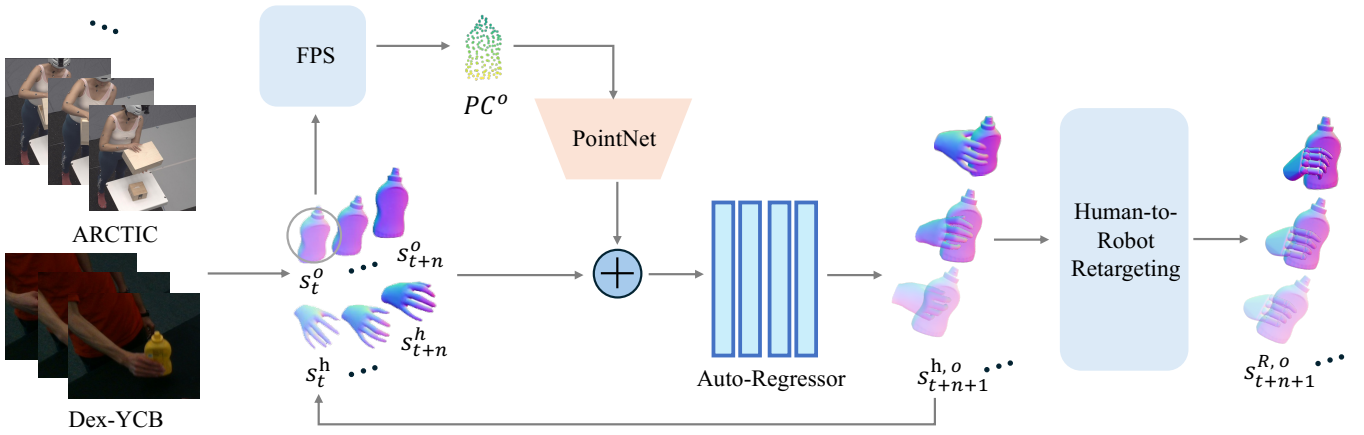 FPS
PC^o
PointNet
ARCTIC
s_t^o
s_{t+n}^o
s_t^h
s_{t+n}^h
Dex-YCB
Auto-Regressor
s_{t+n+1}^{h, o}
Human-to-
Robot
Retargeting
s_{t+n+1}^{R, o}